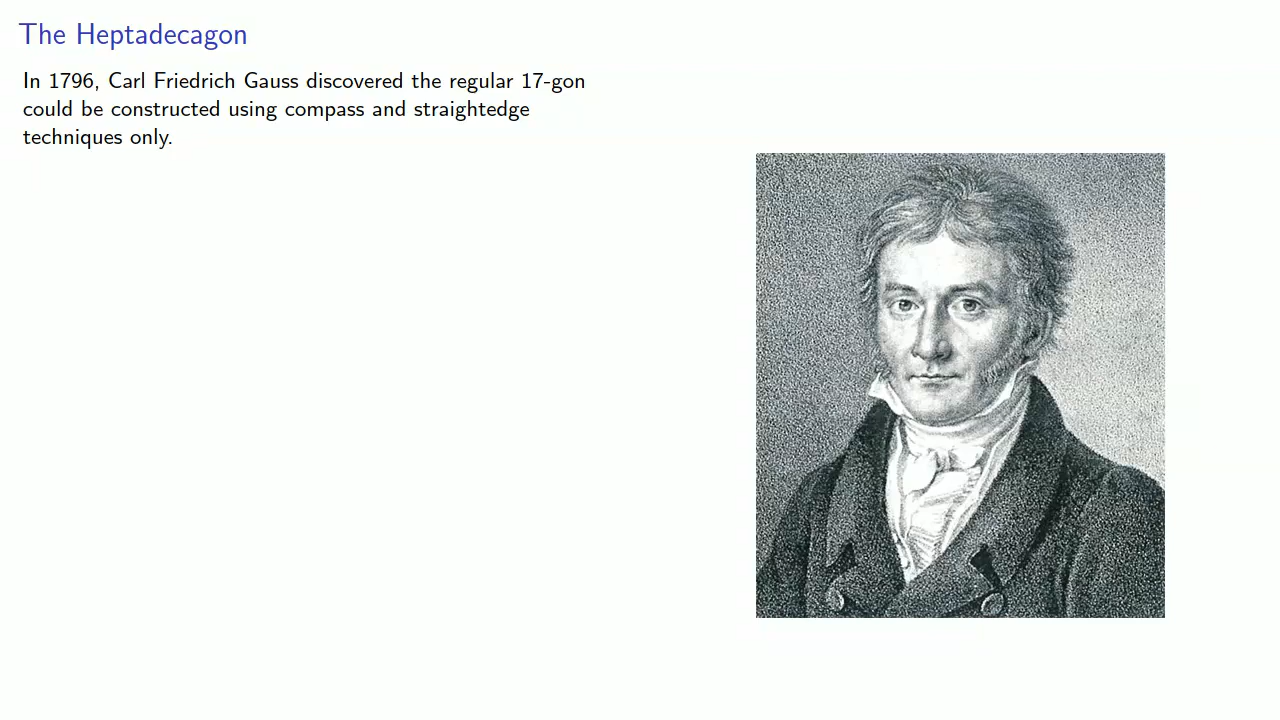 The Heptadecagon
In 1796, Carl Friedrich Gauss discovered the regular 17-gon
could be constructed using compass and straightedge
techniques only.